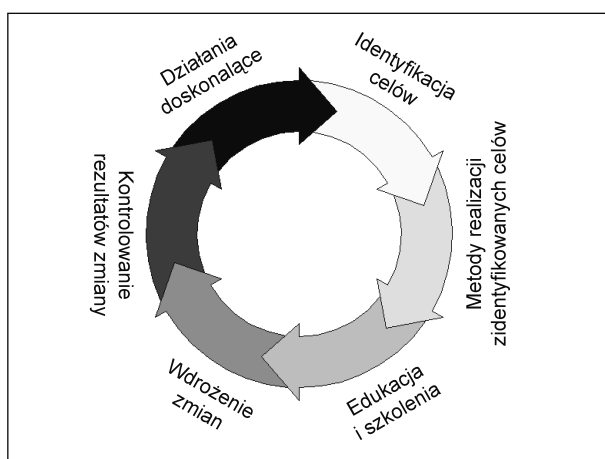 Identyfikacja
celów
Metody realizacji
zidentyfikowanych celów
Edukacja
i szkolenia
Wdrożenie
zmian
Kontrolowanie
rezultatów zmiany
Działania
doskonalące